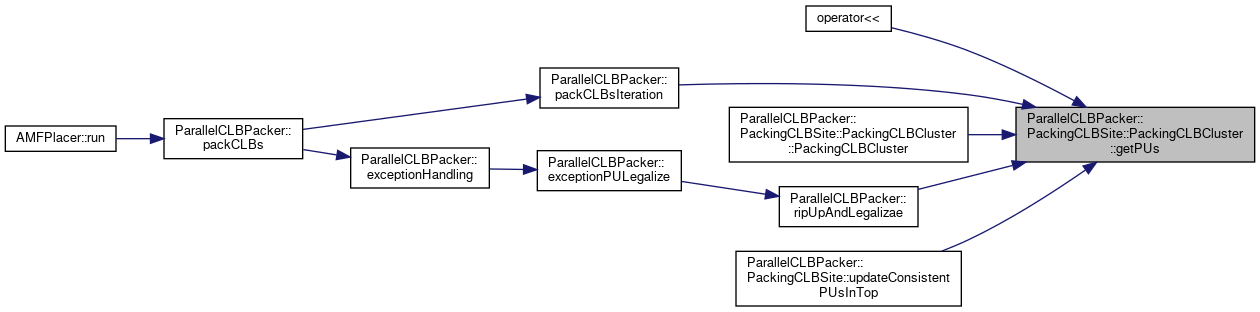 operator<<
ParallelCLBPacker::
packCLBsIteration
ParallelCLBPacker::
PackingCLBSite::PackingCLBCluster
::PackingCLBCluster
ParallelCLBPacker::
PackingCLBSite::PackingCLBCluster
::getPUs
AMFPlacer::run
ParallelCLBPacker::
packCLBs
ParallelCLBPacker::
exceptionHandling
ParallelCLBPacker::
exceptionPULegalize
ParallelCLBPacker::
ripUpAndLegalizae
ParallelCLBPacker::
PackingCLBSite::updateConsistent
PUsInTop